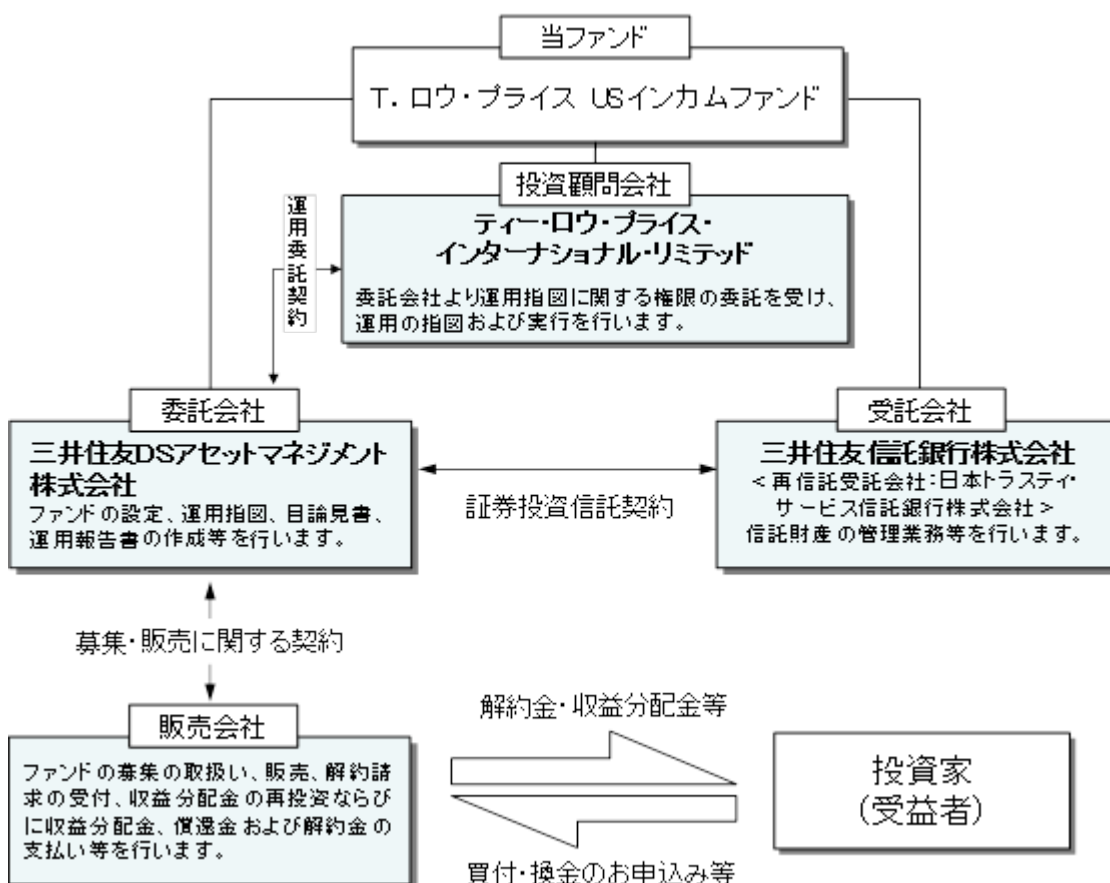 当ファンド
T. ロウ・プライス USインカムファンド
投資顧問会社
ティー・ロウ・プライス・
インターナショナル・リミテッド
委託会社より運用指図に関する権限の委託を受け、
運用の指図および実行を行います。
運用委託契約
委託会社
三井住友DSアセットマネジメント
株式会社
ファンドの設定、運用指図、目論見書、
運用報告書の作成等を行います。
証券投資信託契約
受託会社
三井住友信託銀行株式会社
<再信託受託会社:日本トラスティ・
サービス信託銀行株式会社>
信託財産の管理業務等を行います。
募集・販売に関する契約
販売会社
ファンドの募集の取扱い、販売、解約請
求の受付、収益分配金の再投資ならび
に収益分配金、償還金および解約金の
支払い等を行います。
解約金・収益分配金等
買付・換金のお申込み等
投資家
(受益者)